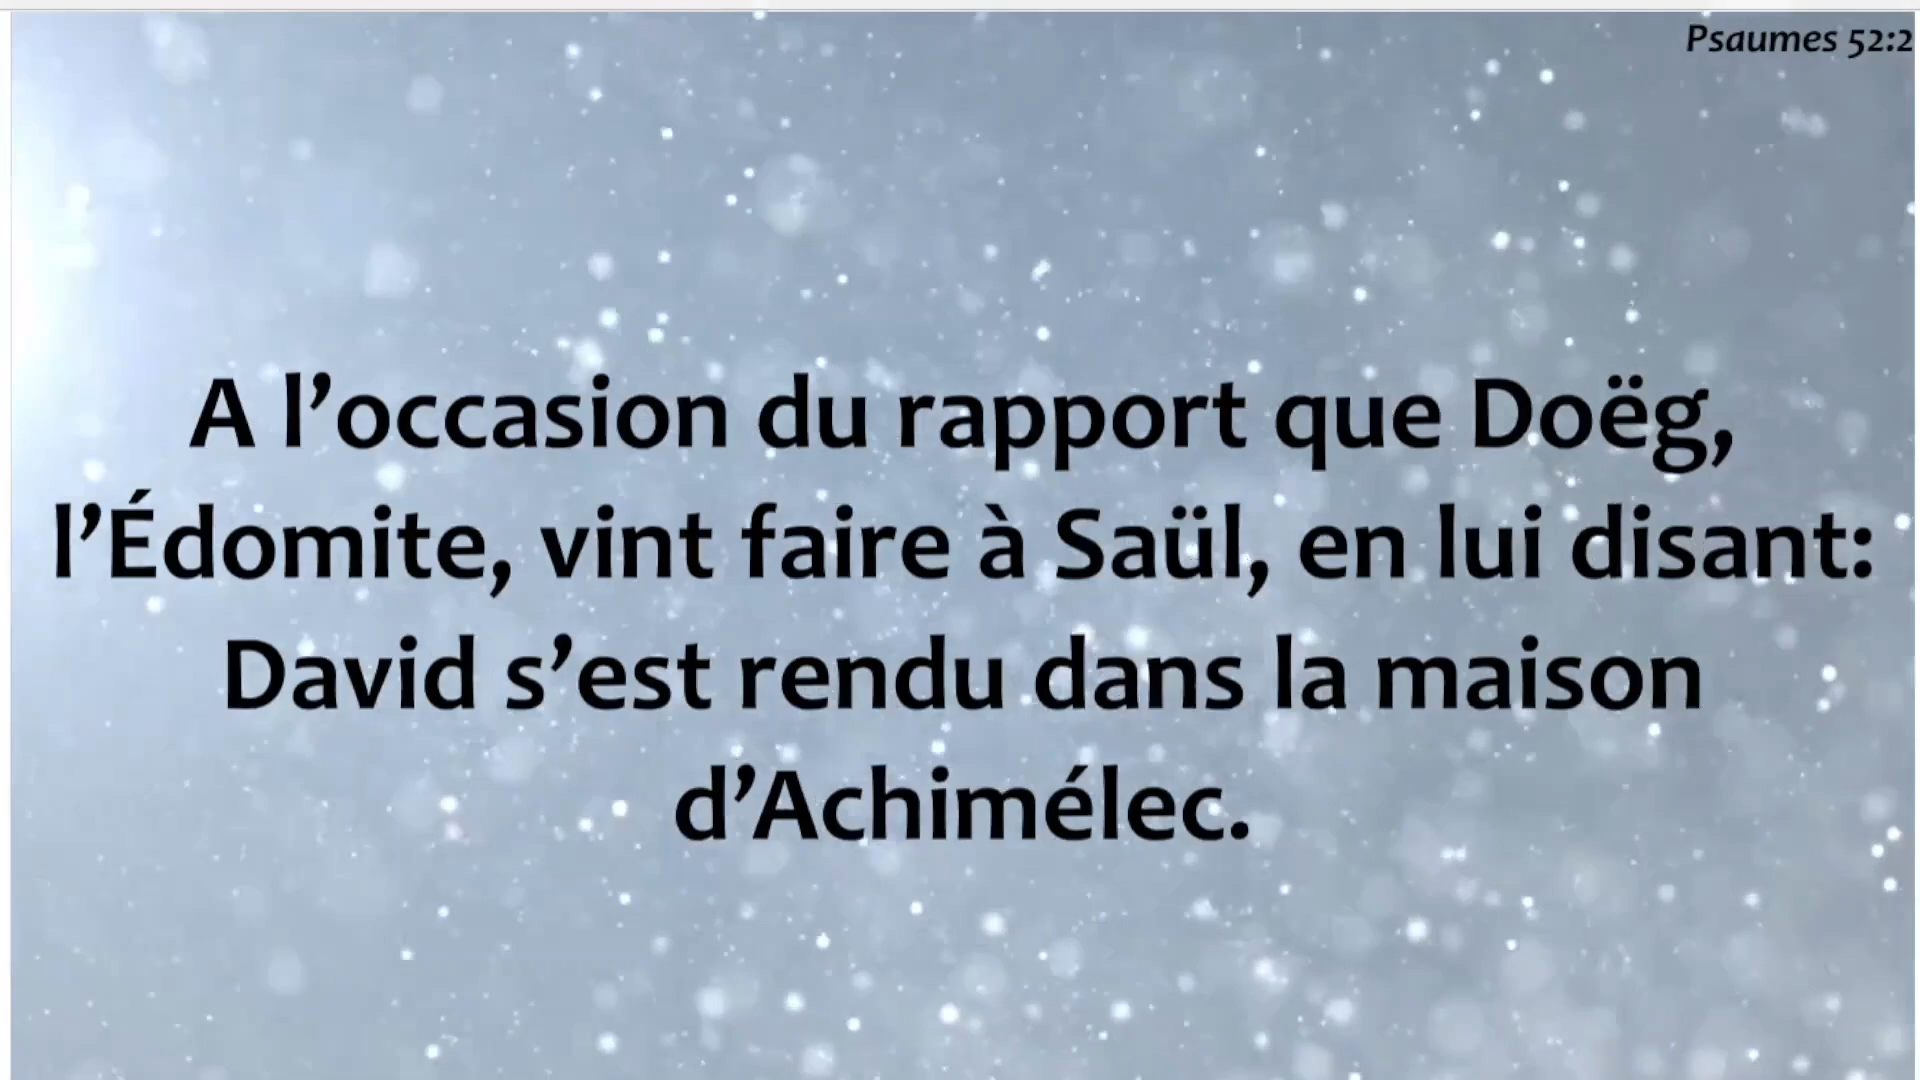 Psaumes 52:2
A l’occasion du rapport que Doëg,
l’Édomite, vint faire à Saül, en lui disant:
David s’est rendu dans la maison
d’Achimélec.